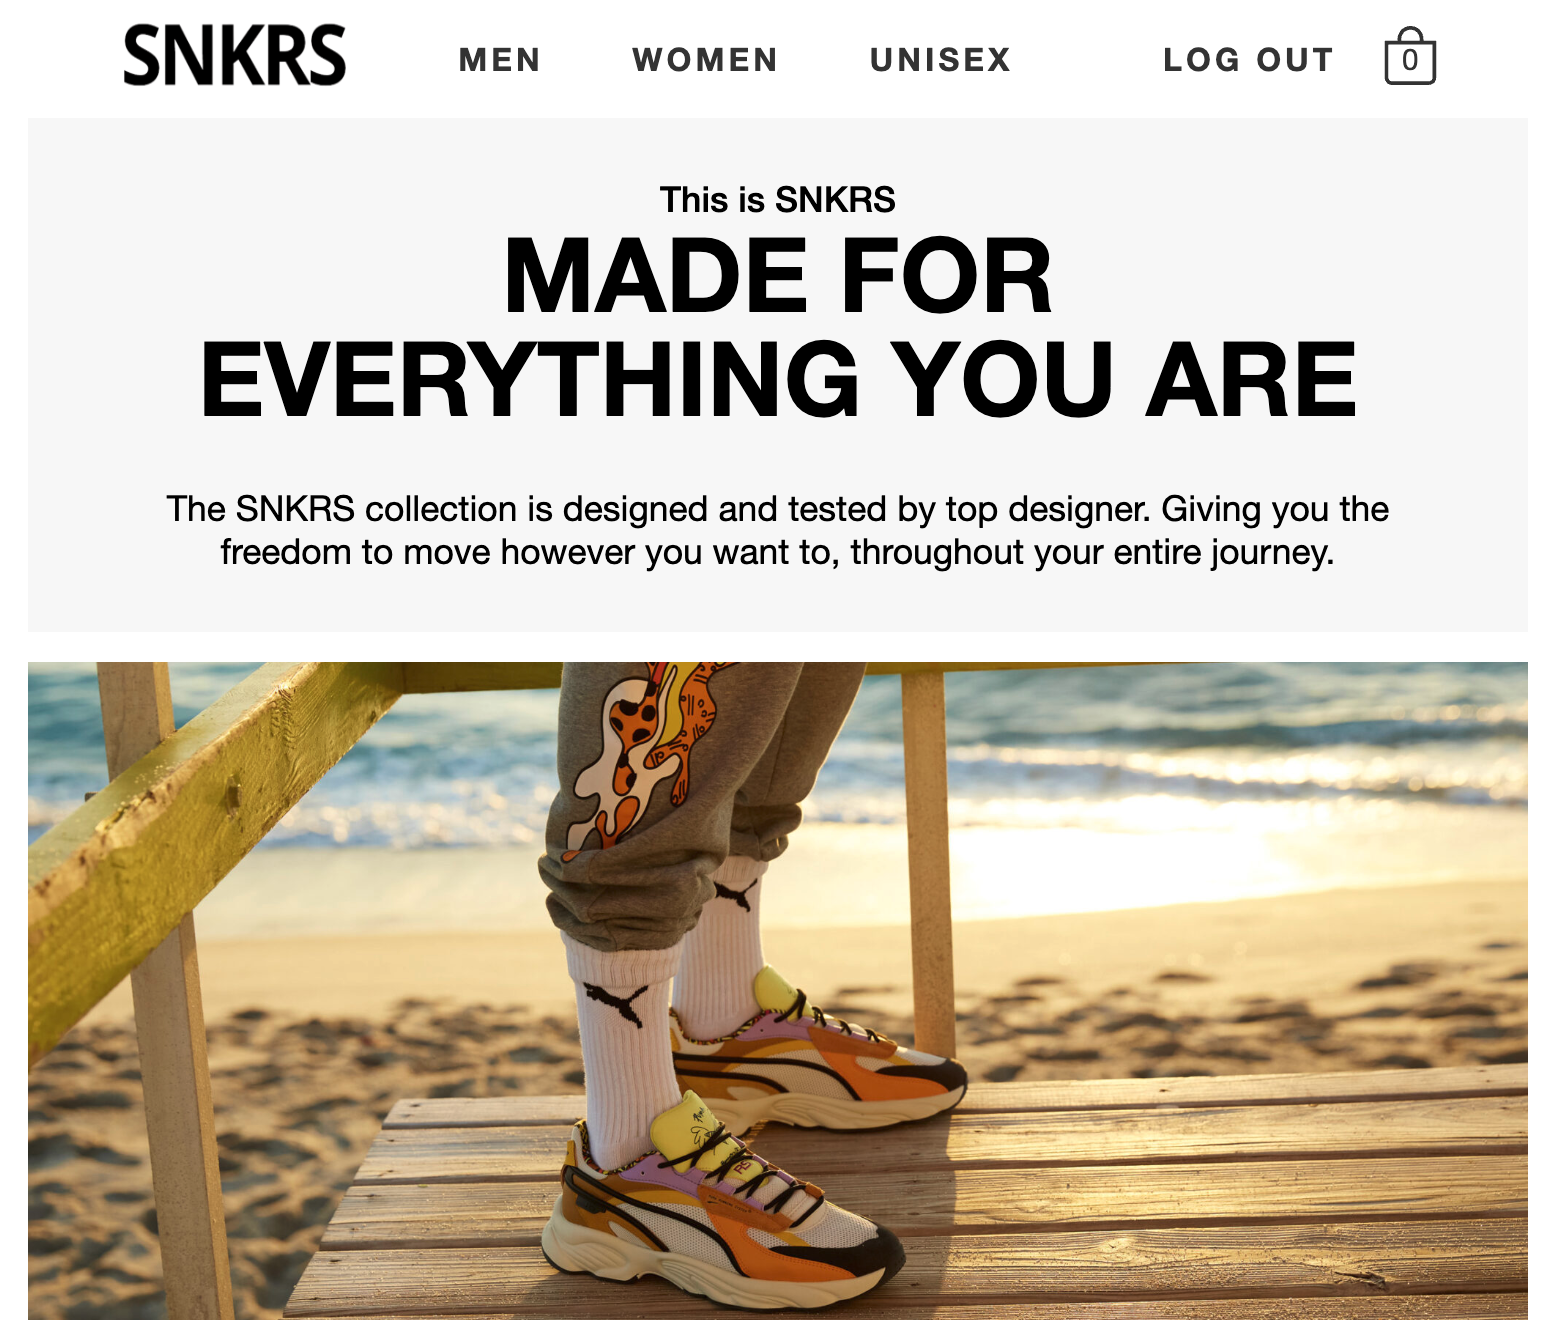 SNKRS
MEN WOMEN UNISEX LOG OUT 0
This is SNKRS
MADE FOR
EVERYTHING YOU ARE
The SNKRS collection is designed and tested by top designer. Giving you the
freedom to move however you want to, throughout your entire journey.